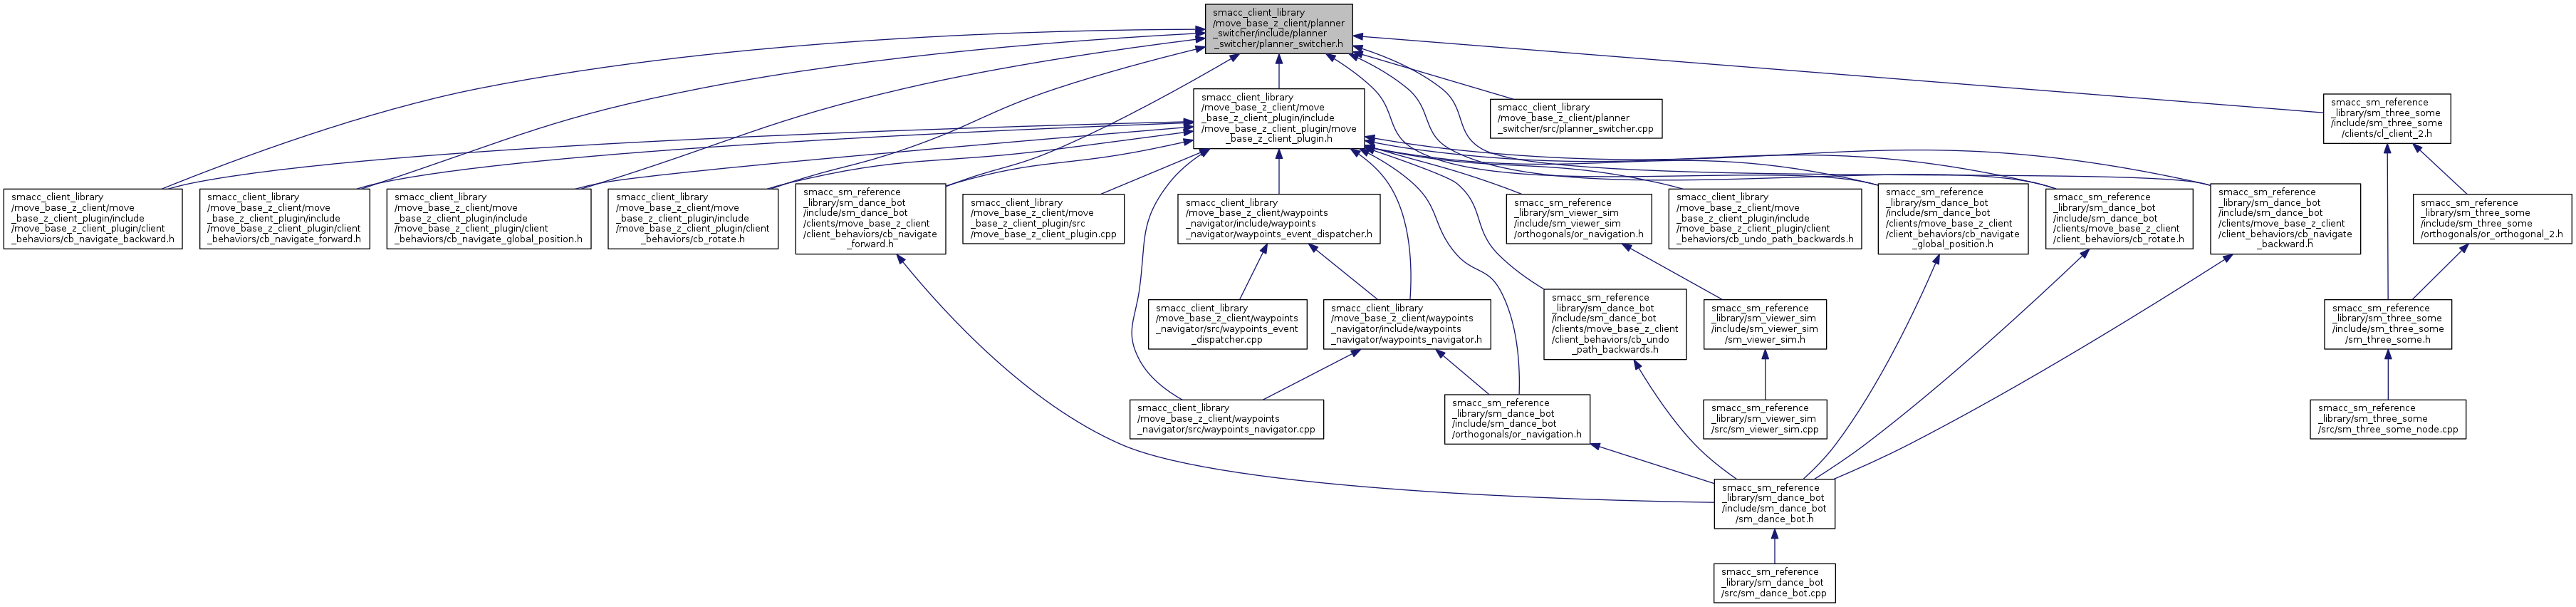 smacc_client_library
/move_base_z_client/planner
_switcher/include/planner
_switcher/planner_switcher.h
smacc_client_library
/move_base_z_client/move
_base_z_client_plugin/include
/move_base_z_client_plugin/move
_base_z_client_plugin.h
smacc_client_library
/move_base_z_client/planner
_switcher/src/planner_switcher.cpp
smacc_sm_reference
_library/sm_three_some
/include/sm_three_some
/clients/cl_client_2.h
smacc_client_library
/move_base_z_client/move
_base_z_client_plugin/include
/move_base_z_client_plugin/client
_behaviors/cb_navigate_backward.h
smacc_client_library
/move_base_z_client/move
_base_z_client_plugin/include
/move_base_z_client_plugin/client
_behaviors/cb_navigate_forward.h
smacc_client_library
/move_base_z_client/move
_base_z_client_plugin/include
/move_base_z_client_plugin/client
_behaviors/cb_navigate_global_position.h
smacc_client_library
/move_base_z_client/move
_base_z_client_plugin/include
/move_base_z_client_plugin/client
_behaviors/cb_rotate.h
smacc_sm_reference
_library/sm_dance_bot
/include/sm_dance_bot
/clients/move_base_z_client
/client_behaviors/cb_navigate
_forward.h
smacc_client_library
/move_base_z_client/move
_base_z_client_plugin/src
/move_base_z_client_plugin.cpp
smacc_client_library
/move_base_z_client/waypoints
_navigator/include/waypoints
_navigator/waypoints_event_dispatcher.h
smacc_sm_reference
_library/sm_viewer_sim
/include/sm_viewer_sim
/orthogonals/or_navigation.h
smacc_client_library
/move_base_z_client/move
_base_z_client_plugin/include
/move_base_z_client_plugin/client
_behaviors/cb_undo_path_backwards.h
smacc_sm_reference
_library/sm_dance_bot
/include/sm_dance_bot
/clients/move_base_z_client
/client_behaviors/cb_navigate
_global_position.h
smacc_sm_reference
_library/sm_dance_bot
/include/sm_dance_bot
/clients/move_base_z_client
/client_behaviors/cb_rotate.h
smacc_sm_reference
_library/sm_dance_bot
/include/sm_dance_bot
/clients/move_base_z_client
/client_behaviors/cb_navigate
_backward.h
smacc_sm_reference
_library/sm_three_some
/include/sm_three_some
/orthogonals/or_orthogonal_2.h
smacc_client_library
/move_base_z_client/waypoints
_navigator/src/waypoints_event
_dispatcher.cpp
smacc_client_library
/move_base_z_client/waypoints
_navigator/include/waypoints
_navigator/waypoints_navigator.h
smacc_sm_reference
_library/sm_dance_bot
/include/sm_dance_bot
/clients/move_base_z_client
/client_behaviors/cb_undo
_path_backwards.h
smacc_sm_reference
_library/sm_viewer_sim
/include/sm_viewer_sim
/sm_viewer_sim.h
smacc_sm_reference
_library/sm_three_some
/include/sm_three_some
/sm_three_some.h
smacc_client_library
/move_base_z_client/waypoints
_navigator/src/waypoints_navigator.cpp
smacc_sm_reference
_library/sm_dance_bot
/include/sm_dance_bot
/orthogonals/or_navigation.h
smacc_sm_reference
_library/sm_viewer_sim
/src/sm_viewer_sim.cpp
smacc_sm_reference
_library/sm_three_some
/src/sm_three_some_node.cpp
smacc_sm_reference
_library/sm_dance_bot
/include/sm_dance_bot
/sm_dance_bot.h
smacc_sm_reference
_library/sm_dance_bot
/src/sm_dance_bot.cpp